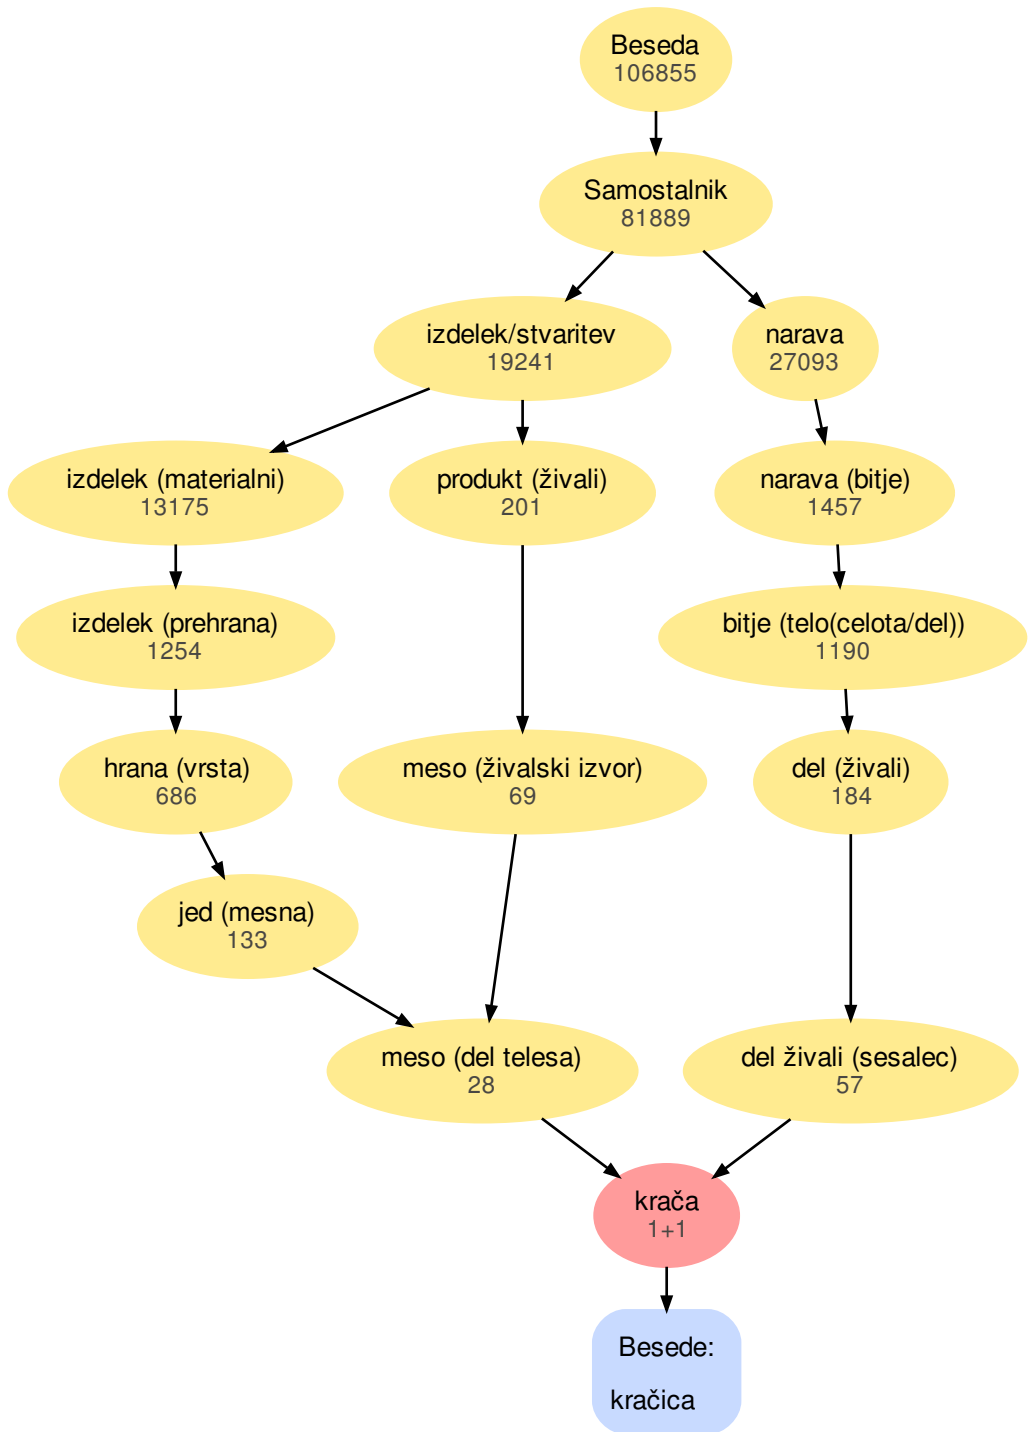 Beseda
106855
Samostalnik
81889
izdelek/stvaritev
19241
narava
27093
izdelek (materialni)
13175
produkt (živali)
201
narava (bitje)
1457
izdelek (prehrana)
1254
bitje (telo(celota/del))
1190
hrana (vrsta)
686
meso (živalski izvor)
69
del (živali)
184
jed (mesna)
133
meso (del telesa)
28
del živali (sesalec)
57
krača
1+1
Besede:
kračica